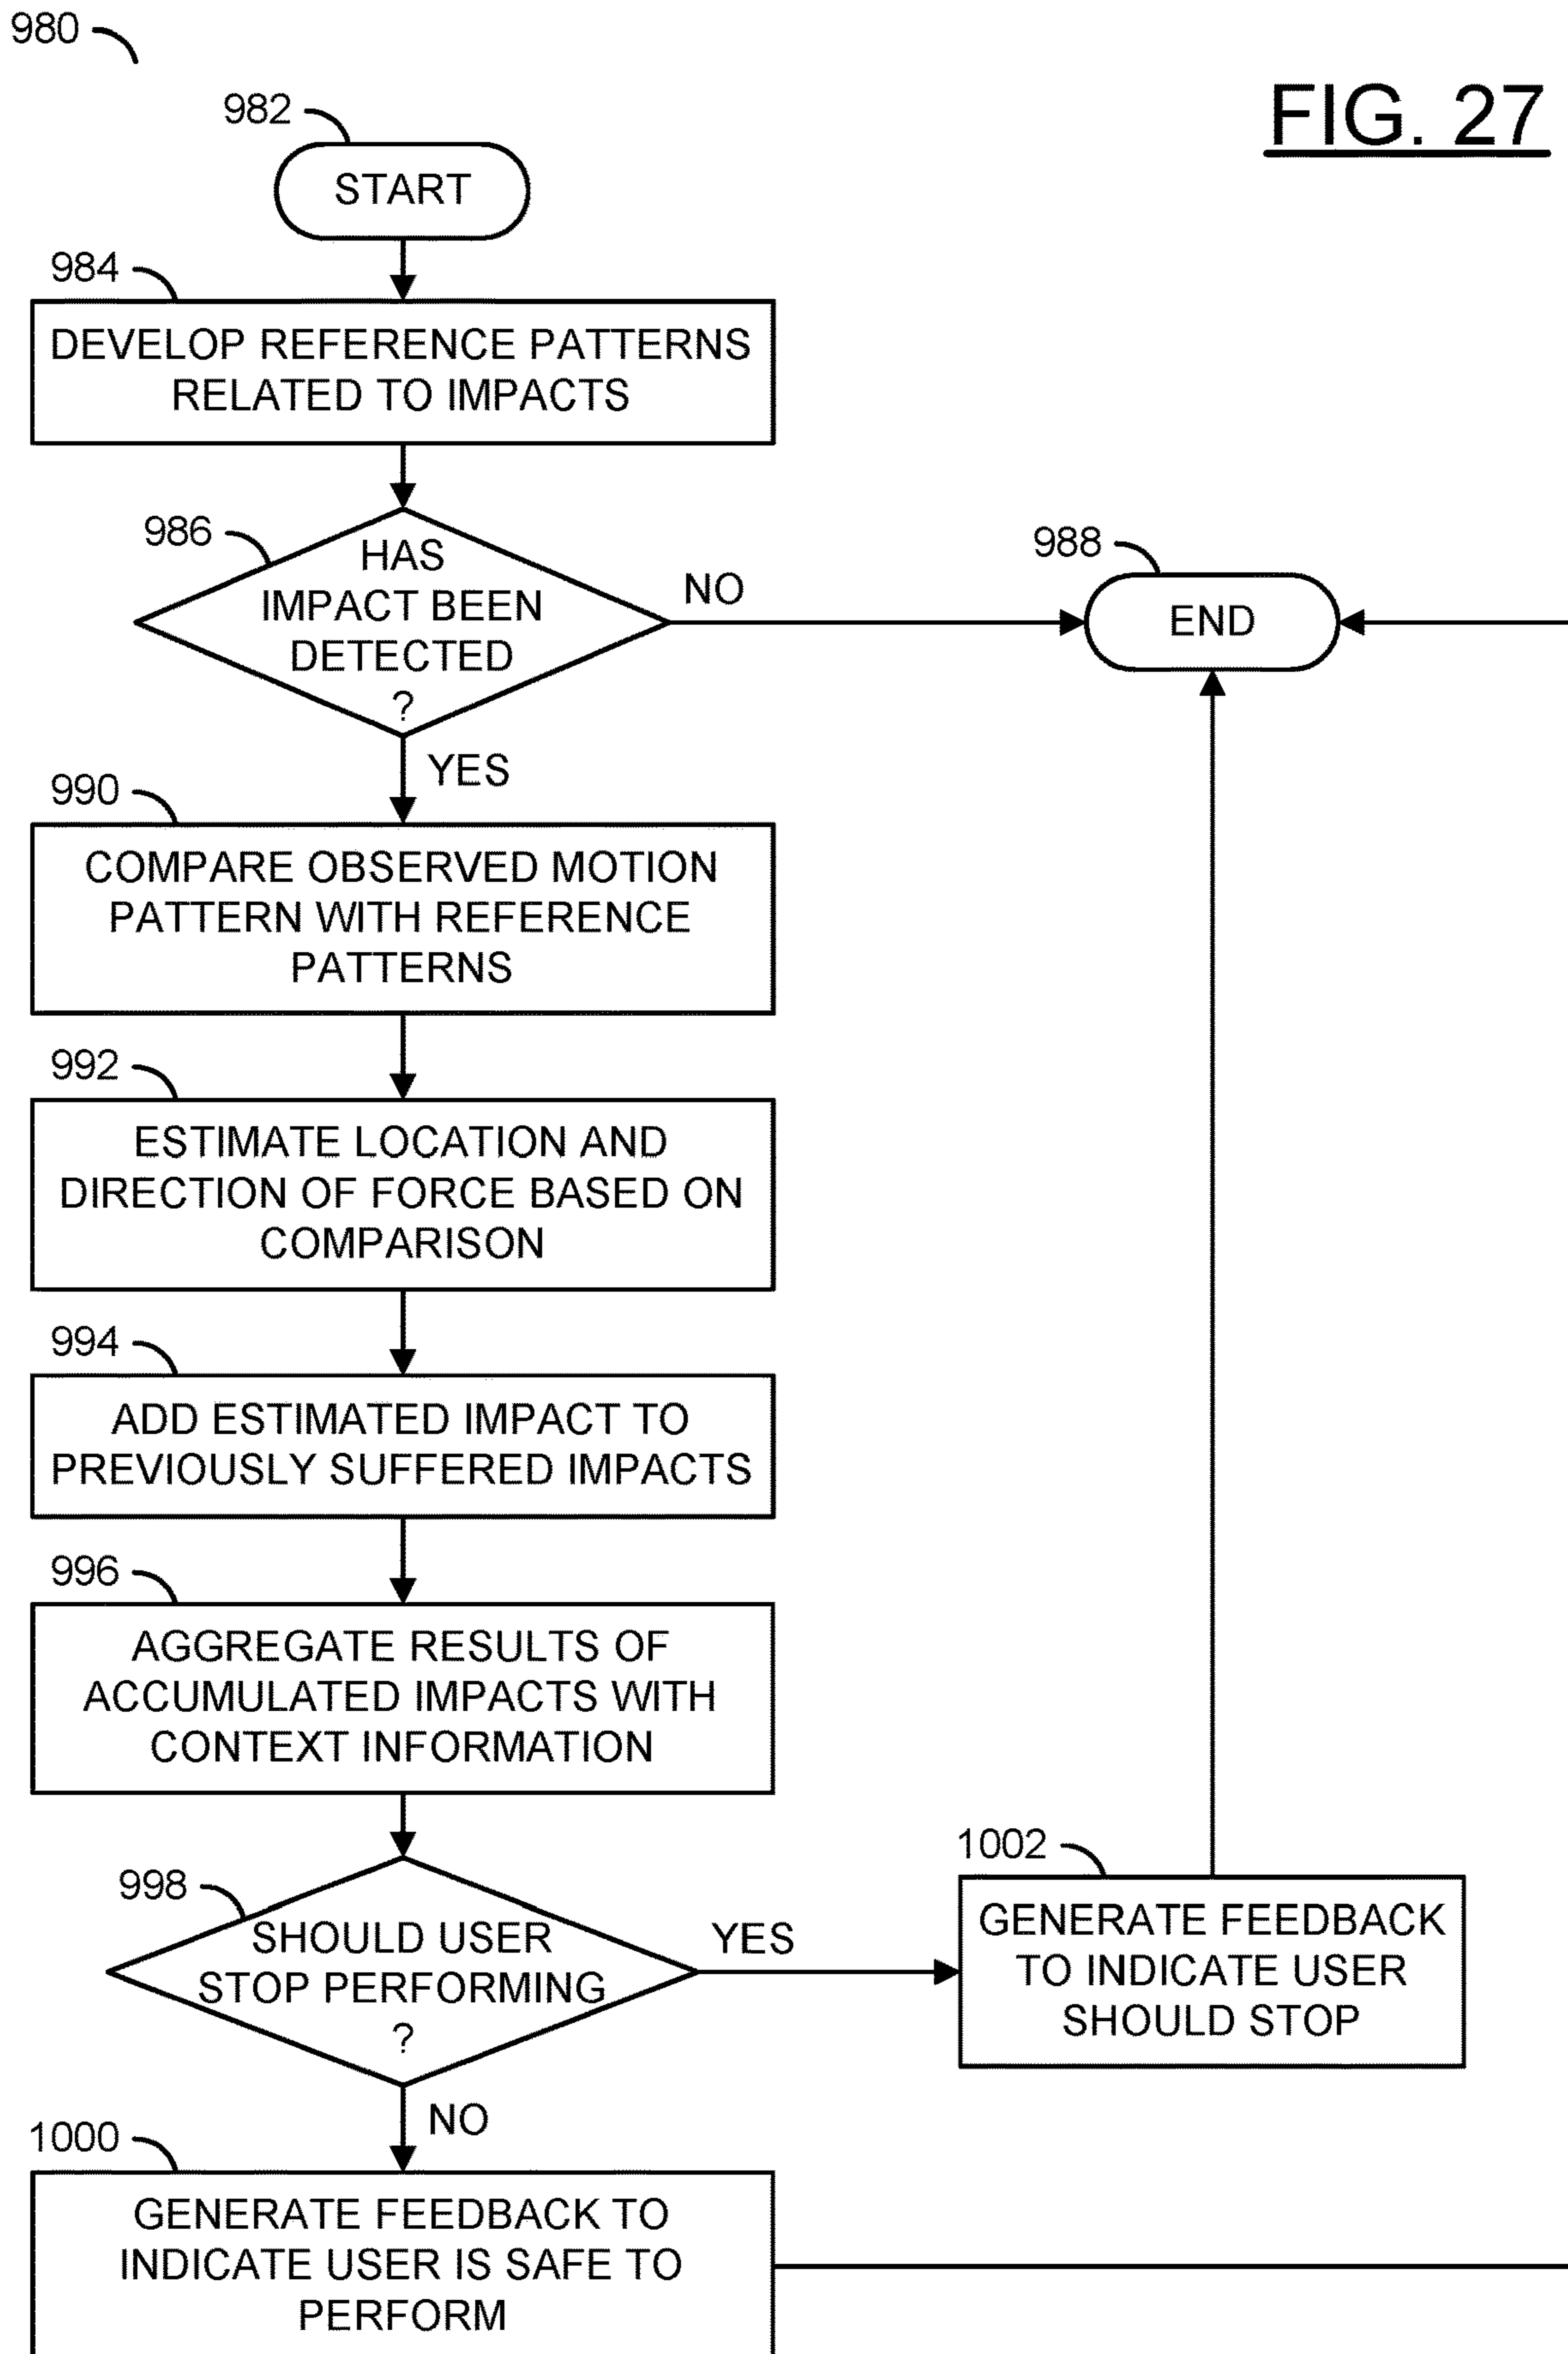 980
FIG. 27
982
START
984
DEVELOP REFERENCE PATTERNS
RELATED TO IMPACTS
986
HAS
IMPACT BEEN
DETECTED
?
NO
988
END
YES
990
COMPARE OBSERVED MOTION
PATTERN WITH REFERENCE
PATTERNS
992
ESTIMATE LOCATION AND
DIRECTION OF FORCE BASED ON
COMPARISON
994
ADD ESTIMATED IMPACT TO
PREVIOUSLY SUFFERED IMPACTS
996
AGGREGATE RESULTS OF
ACCUMULATED IMPACTS WITH
CONTEXT INFORMATION
998
SHOULD USER
STOP PERFORMING
?
YES
1002
GENERATE FEEDBACK
TO INDICATE USER
SHOULD STOP
NO
1000
GENERATE FEEDBACK TO
INDICATE USER IS SAFE TO
PERFORM